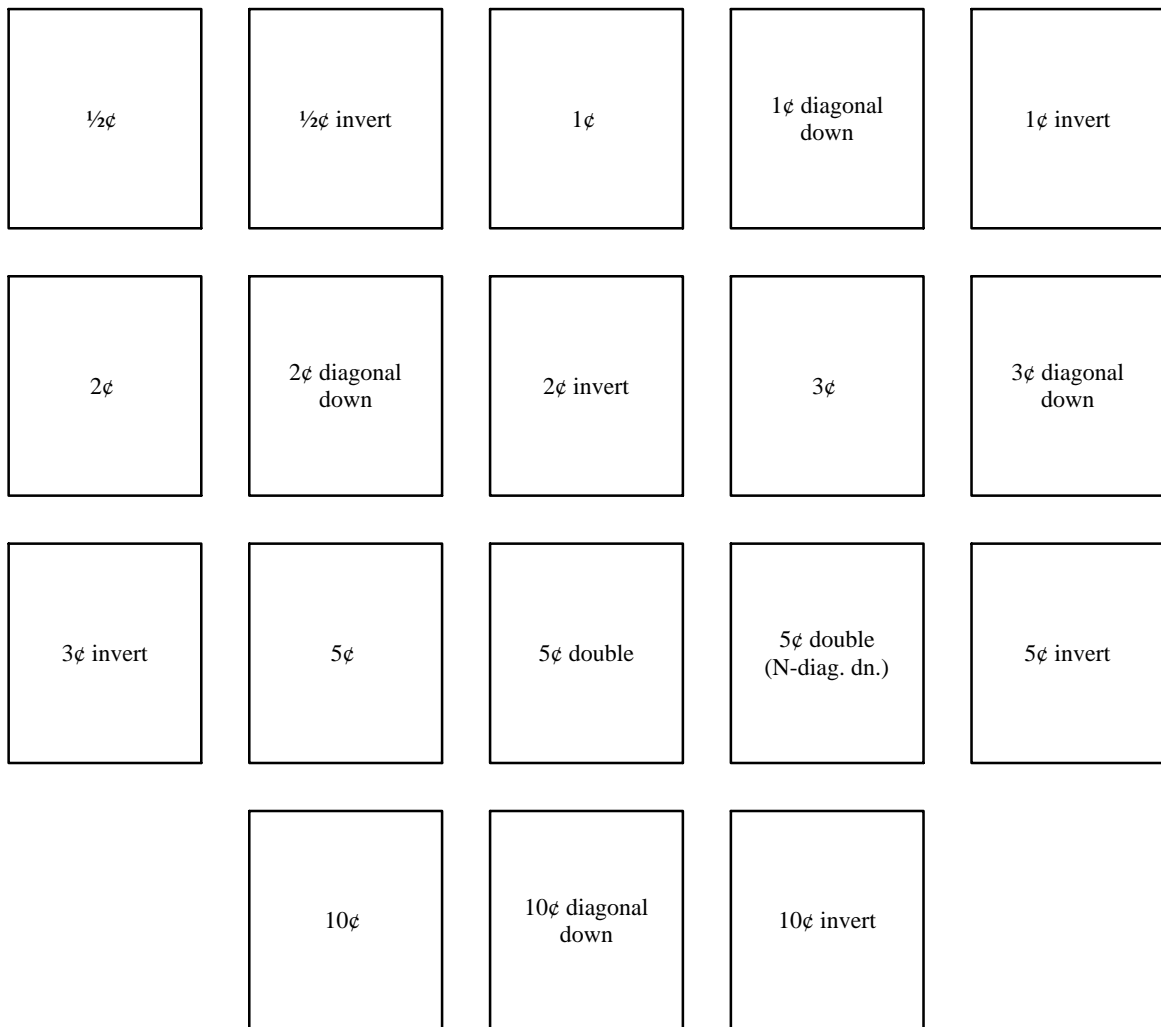 ½¢
½¢ invert
1¢
1¢ diagonal
down
1¢ invert
2¢
2¢ diagonal
down
2¢ invert
3¢
3¢ diagonal
down
3¢ invert
5¢
5¢ double
5¢ double
(N-diag. dn.)
5¢ invert
10¢
10¢ diagonal
down
10¢ invert